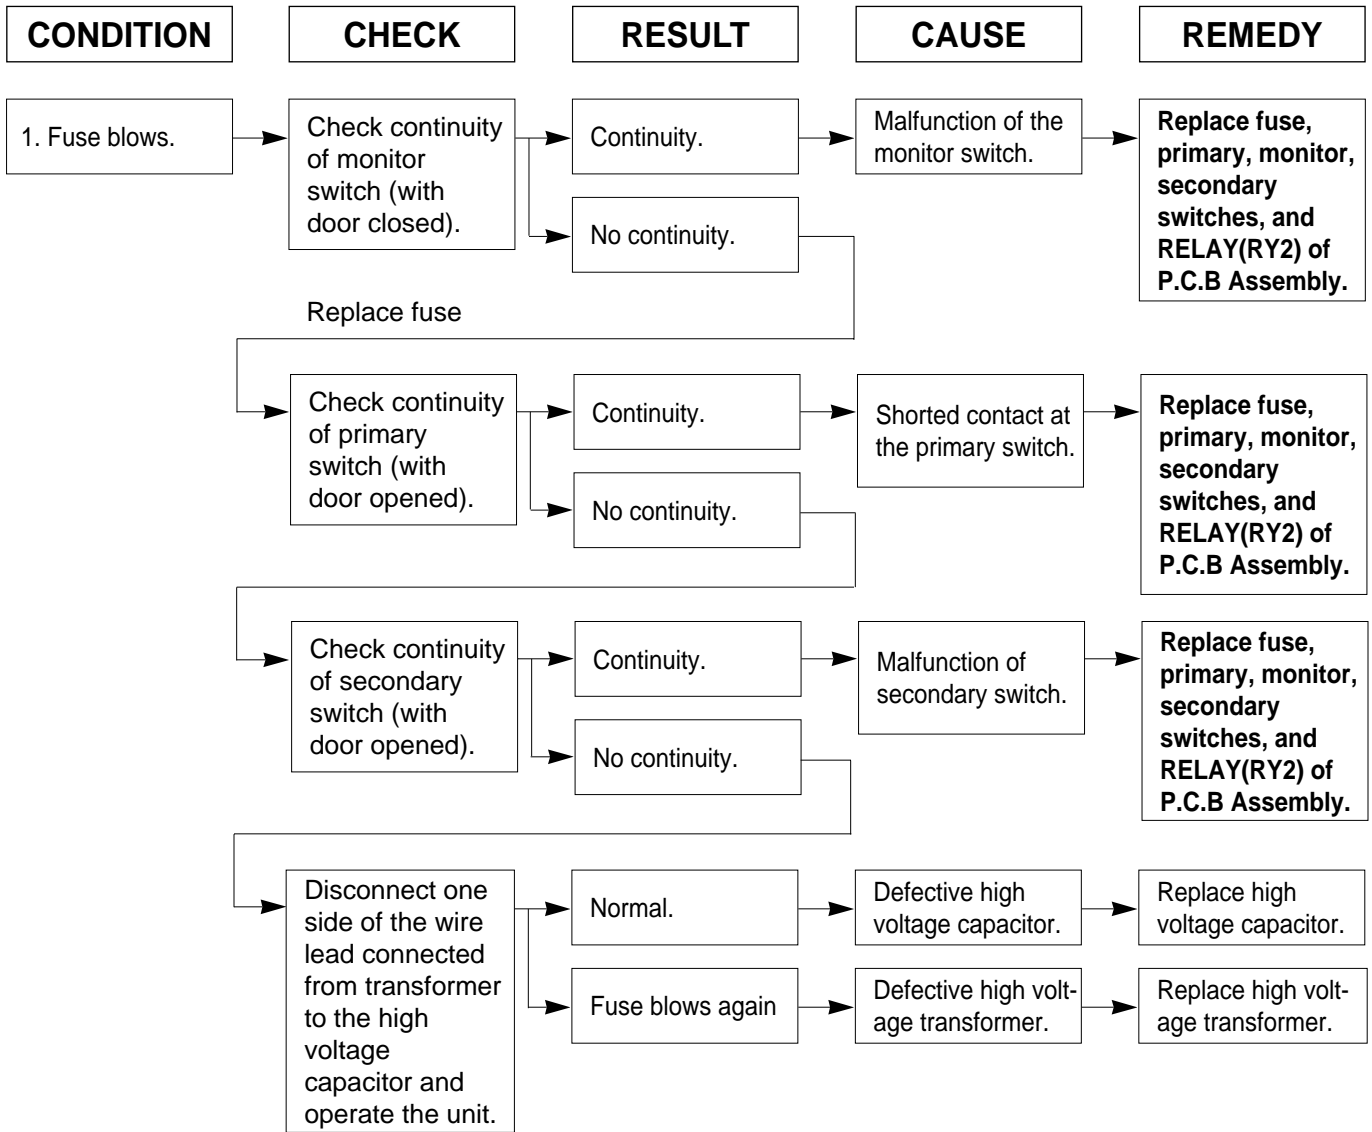 CONDITION
CHECK
RESULT
CAUSE
REMEDY
1. Fuse blows.
Check continuity
of monitor
switch (with
door closed).
Continuity.
Malfunction of the
monitor switch.
Replace fuse,
primary, monitor,
secondary
switches, and
RELAY(RY2) of
P.C.B Assembly.
No continuity.
Replace fuse
Check continuity
of primary
switch (with
door opened).
Continuity.
Shorted contact at
the primary switch.
Replace fuse,
primary, monitor,
secondary
switches, and
RELAY(RY2) of
P.C.B Assembly.
No continuity.
Check continuity
of secondary
switch (with
door opened).
Continuity.
Malfunction of
secondary switch.
Replace fuse,
primary, monitor,
secondary
switches, and
RELAY(RY2) of
P.C.B Assembly.
No continuity.
Disconnect one
side of the wire
lead connected
from transformer
to the high
voltage
capacitor and
operate the unit.
Normal.
Defective high
voltage capacitor.
Replace high
voltage capacitor.
Fuse blows again
Defective high volt-
age transformer.
Replace high volt-
age transformer.